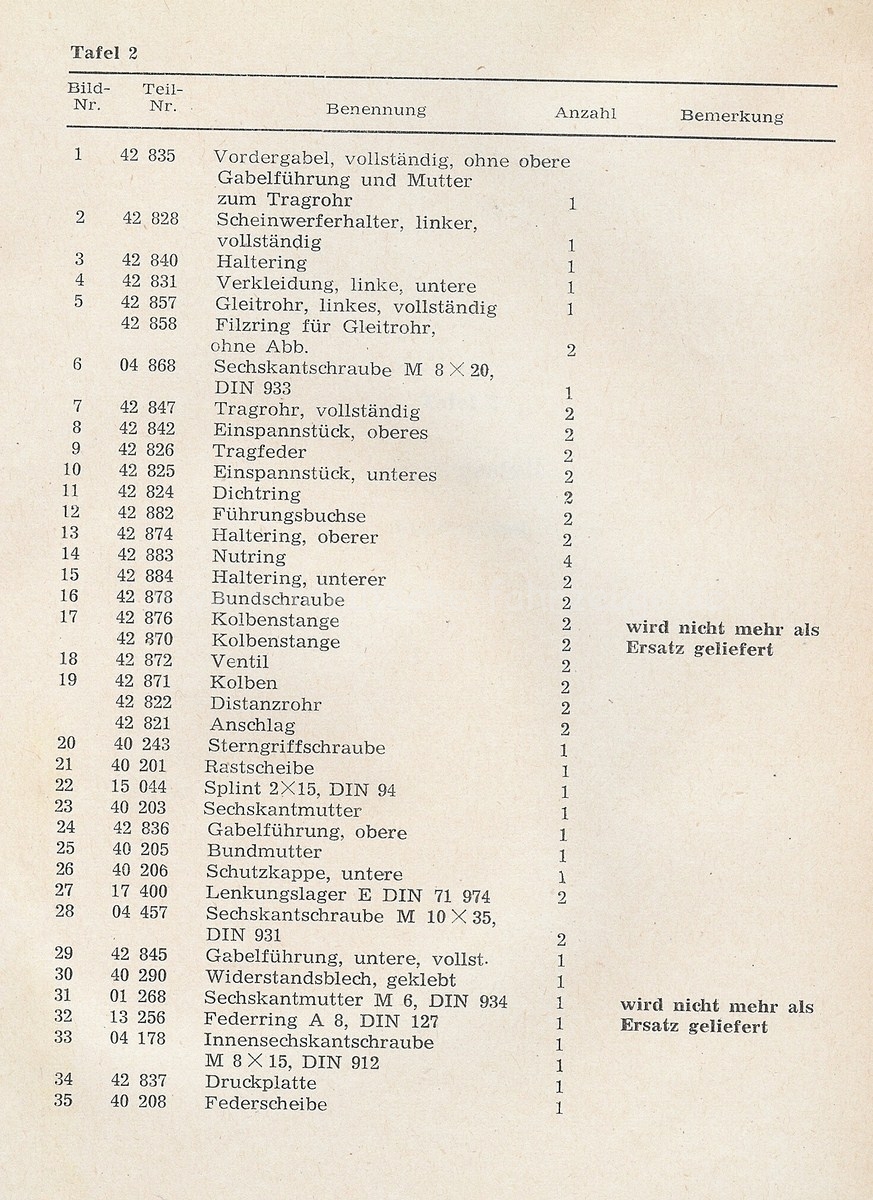 Tafel 2
Bild-Nr. Teil-Nr. Benennung Anzahl Bemerkung
1 42 835 Vordergabel, vollständig, ohne obere
Gabelführung und Mutter
zum Tragrohr 1
2 42 828 Scheinwerferhalter, linker,
vollständig 1
3 42 840 Haltering 1
4 42 831 Verkleidung, linke, untere 1
5 42 857 Gleitrohr, linkes, vollständig 1
42 858 Filzring für Gleitrohr,
ohne Abb. 2
6 04 868 Sechskantschraube M 8 × 20,
DIN 933 1
7 42 847 Tragrohr, vollständig 2
8 42 842 Einspannstück, oberes 2
9 42 826 Tragfeder 2
10 42 825 Einspannstück, unteres 2
11 42 824 Dichtring 2
12 42 882 Führungsbuchse 2
13 42 874 Haltering, oberer 2
14 42 883 Nutring 4
15 42 884 Haltering, unterer 2
16 42 878 Bundschraube 2
17 42 876 Kolbenstange 2 wird nicht mehr als
42 870 Kolbenstange 2 Ersatz geliefert
18 42 872 Ventil 2
19 42 871 Kolben 2
42 822 Distanzrohr 2
42 821 Anschlag 2
20 40 243 Sterngriffschraube 1
21 40 201 Rastscheibe 1
22 15 044 Splint 2×15, DIN 94 1
23 40 203 Sechskantmutter 1
24 42 836 Gabelführung, obere 1
25 40 205 Bundmutter 1
26 40 206 Schutzkappe, untere 1
27 17 400 Lenkungslager E DIN 71 974 2
28 04 457 Sechskantschraube M 10 × 35,
DIN 931 2
29 42 845 Gabelführung, untere, vollst. 1
30 40 290 Widerstandsblech, geklebt 1
31 01 268 Sechskantmutter M 6, DIN 934 1 wird nicht mehr als
32 13 256 Federring A 8, DIN 127 1 Ersatz geliefert
33 04 178 Innensechskantschraube 1
M 8 × 15, DIN 912 1
34 42 837 Druckplatte 1
35 40 208 Federscheibe 1